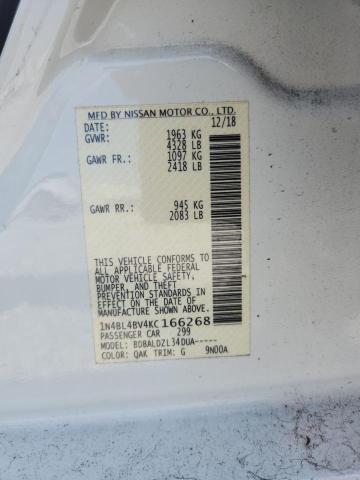 MFD BY NISSAN MOTOR CO., LTD.
DATE: 12/18
GVWR: 1963 KG
4328 LB
GAWR FR.: 1097 KG
2418 LB
GAWR RR.: 945 KG
2083 LB
THIS VEHICLE CONFORMS TO ALL
APPLICABLE U.S. FEDERAL
MOTOR VEHICLE SAFETY,
BUMPER, AND THEFT
PREVENTION STANDARDS IN
EFFECT ON THE DATE OF
MANUFACTURE SHOWN ABOVE.
1N4BL4BV4KC166268
PASSENGER CAR 299
MODEL: BDBALDZL34DUA-----
COLOR: QAK TRIM: G 9N00A